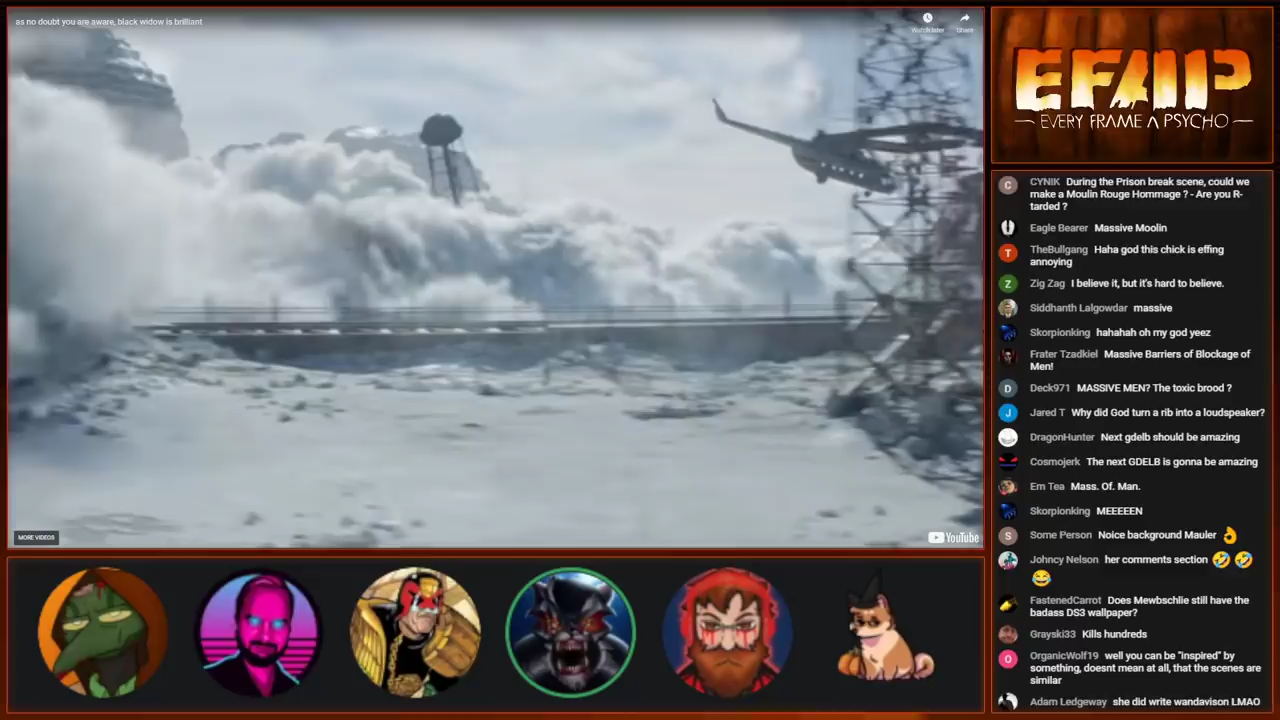 as no doubt you are aware, black widow is brilliant
Watch later
Share
MORE VIDEOS
YouTube
EFAP
EVERY FRAME A PSYCHO
C
CYNIK During the Prison break scene, could we
make a Moulin Rouge Hommage ? - Are you R-
tarded ?
Eagle Bearer Massive Moolin
T
TheBullgang Haha god this chick is effing
annoying
Z
Zig Zag I believe it, but it's hard to believe.
Siddhanth Lalgowdar massive
Skorpionking hahahah oh my god yeez
Frater Tzadkiel Massive Barriers of Blockage of
Men!
D
Deck971 MASSIVE MEN? The toxic brood ?
J
Jared T Why did God turn a rib into a loudspeaker?
DragonHunter Next gdelb should be amazing
Cosmojerk The next GDELB is gonna be amazing
Em Tea Mass. Of. Man.
Skorpionking MEEEEEN
S
Some Person Noice background Mauler 👌
Johncy Nelson her comments section 🤣 🤣
😂
FastenedCarrot Does Mewbschlie still have the
badass DS3 wallpaper?
Grayski33 Kills hundreds
O
OrganicWolf19 well you can be "inspired" by
something, doesnt mean at all, that the scenes are
similar
Adam Ledgeway she did write wandavison LMAO